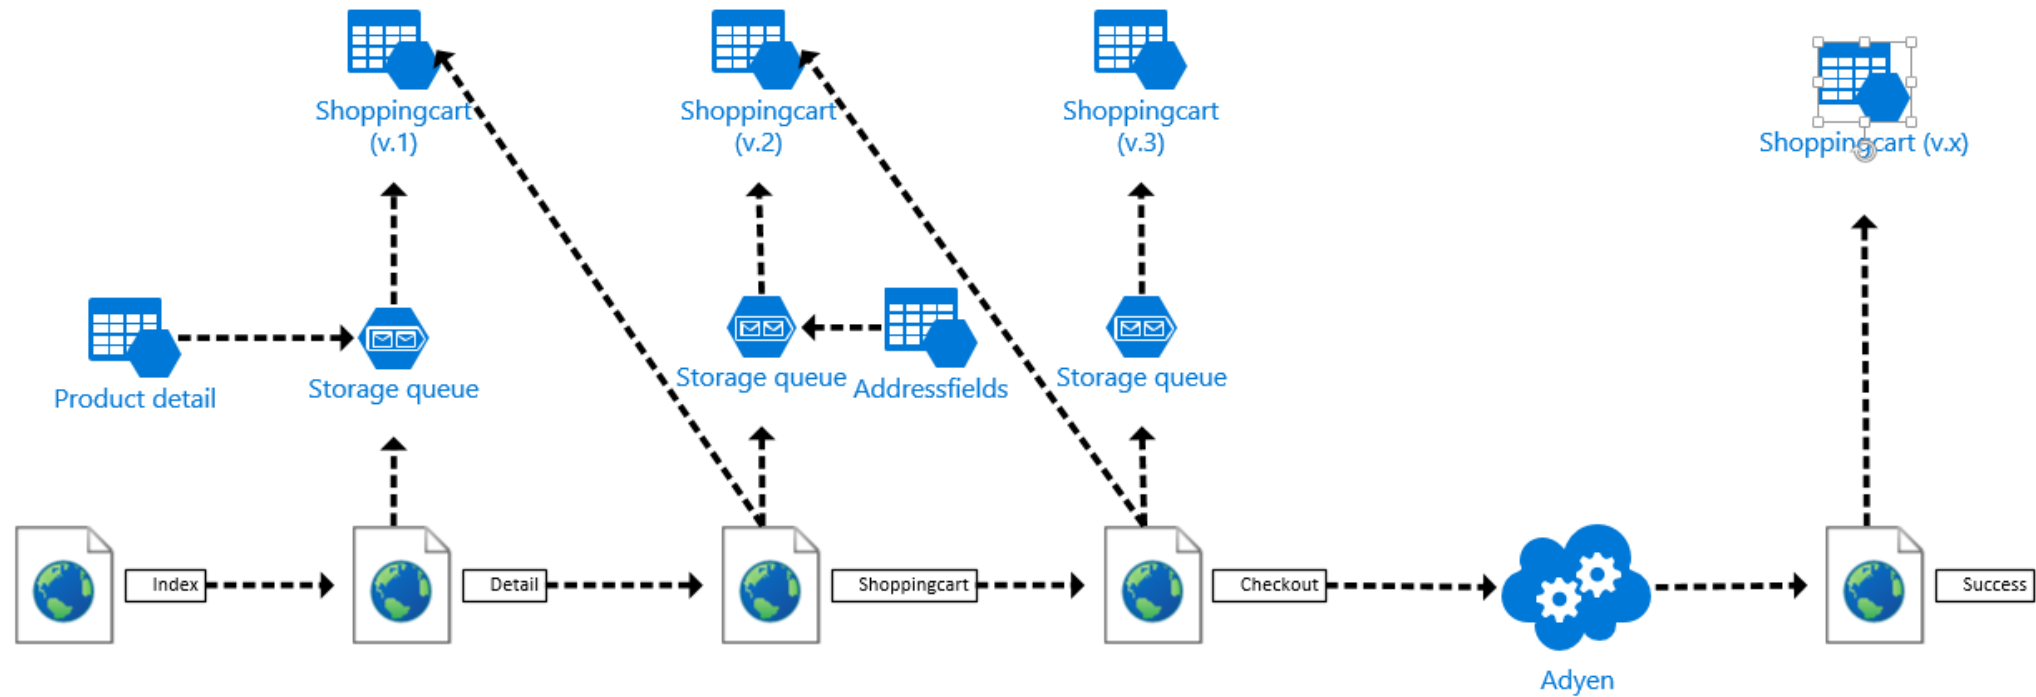 Shoppingcart
(v.1)
Shoppingcart
(v.2)
Shoppingcart
(v.3)
Shoppingcart (v.x)
Product detail
Storage queue
Storage queue
Addressfields
Storage queue
Index
Detail
Shoppingcart
Checkout
Success
Adyen